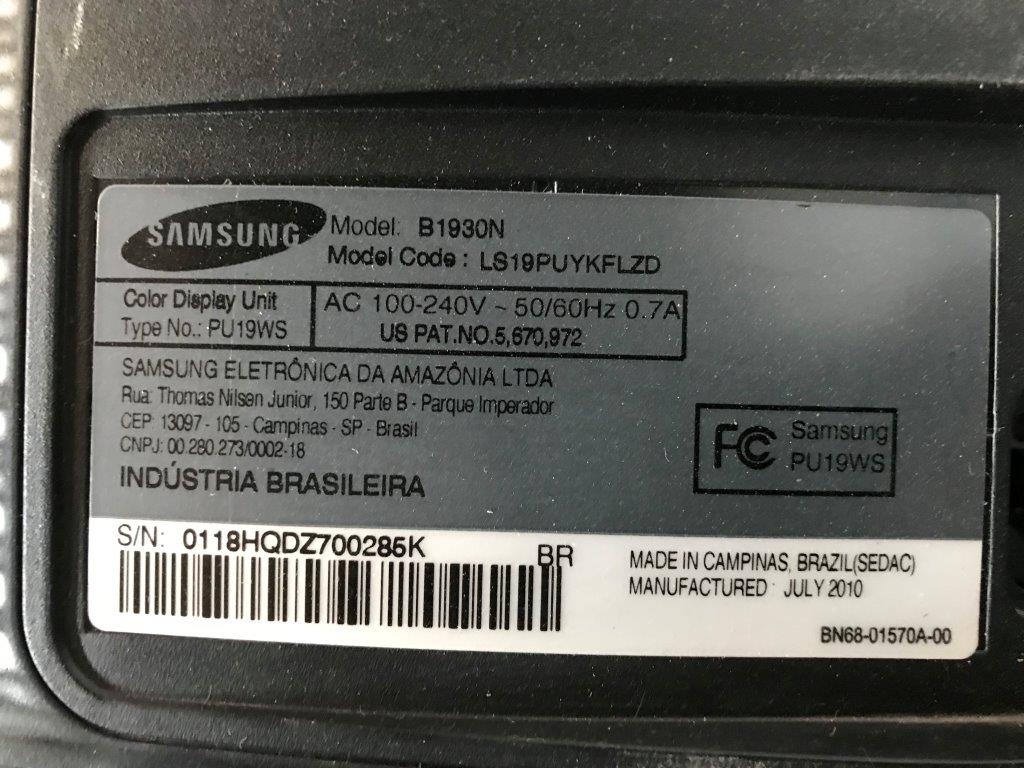 SAMSUNG
Model: B1930N
Model Code : LS19PUYKFLZD
Color Display Unit
Type No.: PU19WS
AC 100-240V ~ 50/60Hz 0.7A
US PAT.NO.5,670,972
SAMSUNG ELETRÔNICA DA AMAZÔNIA LTDA
Rua: Thomas Nilsen Junior, 150 Parte B - Parque Imperador
CEP: 13097 - 105 - Campinas - SP - Brasil
CNPJ: 00.280.273/0002-18
INDÚSTRIA BRASILEIRA
FC Samsung
PU19WS
S/N: 0118HQDZ700285K
BR
MADE IN CAMPINAS, BRAZIL(SEDAC)
MANUFACTURED : JULY 2010
BN68-01570A-00